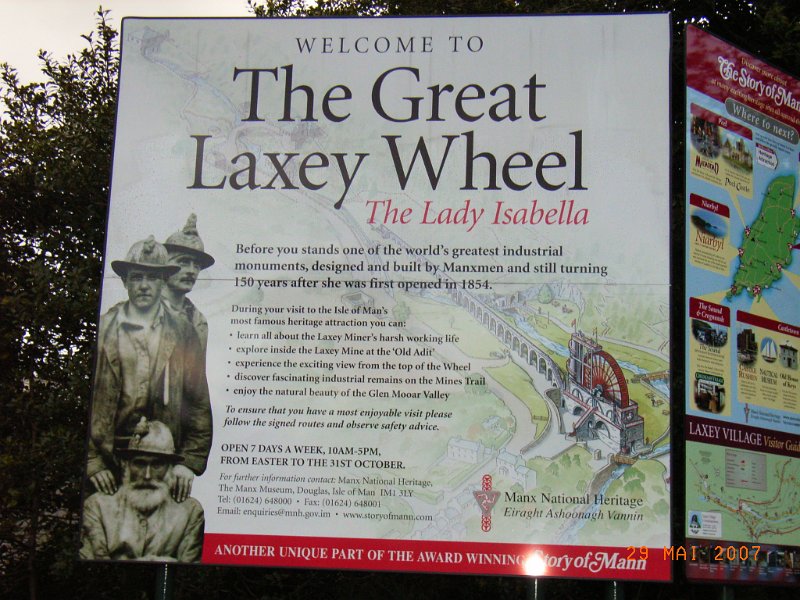 WELCOME TO
The Great
Laxey Wheel
The Lady Isabella
Before you stands one of the world's greatest industrial
monuments, designed and built by Manxmen and still turning
150 years after she was first opened in 1854.
During your visit to the Isle of Man's
most famous heritage attraction you can:
• learn all about the Laxey Miner's harsh working life
• explore inside the Laxey Mine at the 'Old Adit'
• experience the exciting view from the top of the Wheel
• discover fascinating industrial remains on the Mines Trail
• enjoy the natural beauty of the Glen Mooar Valley
To ensure that you have a most enjoyable visit please
follow the signed routes and observe safety advice.
OPEN 7 DAYS A WEEK, 10AM-5PM,
FROM EASTER TO THE 31ST OCTOBER.
For further information contact: Manx National Heritage,
The Manx Museum, Douglas, Isle of Man IM1 3LY
Tel: (01624) 648000 • Fax: (01624) 648001
Email: enquiries@mnh.gov.im • www.storyofmann.com
Manx National Heritage
Eiraght Ashoonagh Vannin
ANOTHER UNIQUE PART OF THE AWARD WINNING Story of Mann
29 MAI 2007
The Story of Mann
Where to next?
Peel
Peel Castle
Niarbyl
Niarbyl
The Sound
& Cregneash
Castletown
LAXEY VILLAGE Visitor Guide